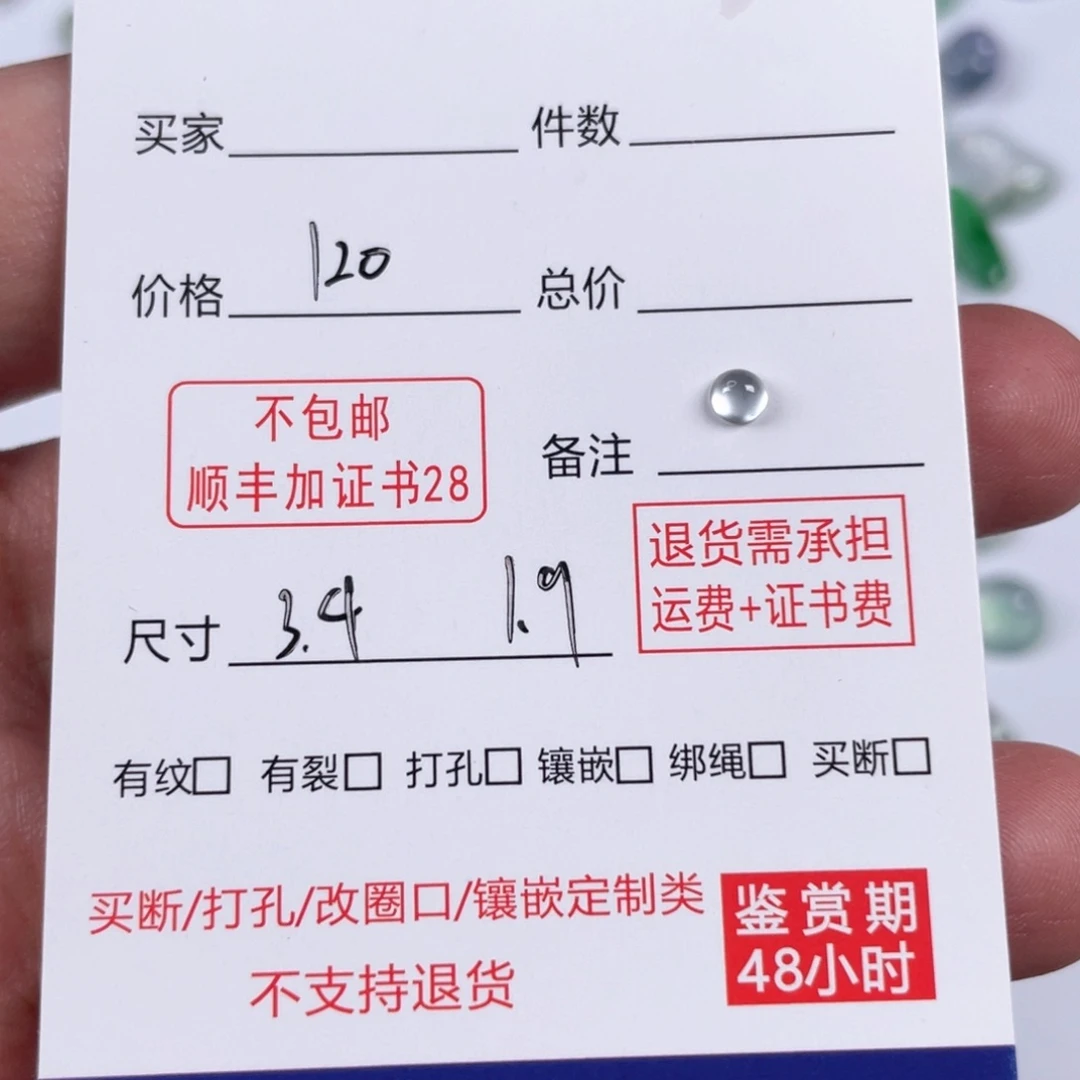 买家 件数
价格 120 总价
不包邮
顺丰加证书28
备注
退货需承担
运费+证书费
尺寸 3.4 1.9
有纹□ 有裂□ 打孔□ 镶嵌□ 绑绳□ 买断□
买断/打孔/改圈口/镶嵌定制类
不支持退货
鉴赏期
48小时